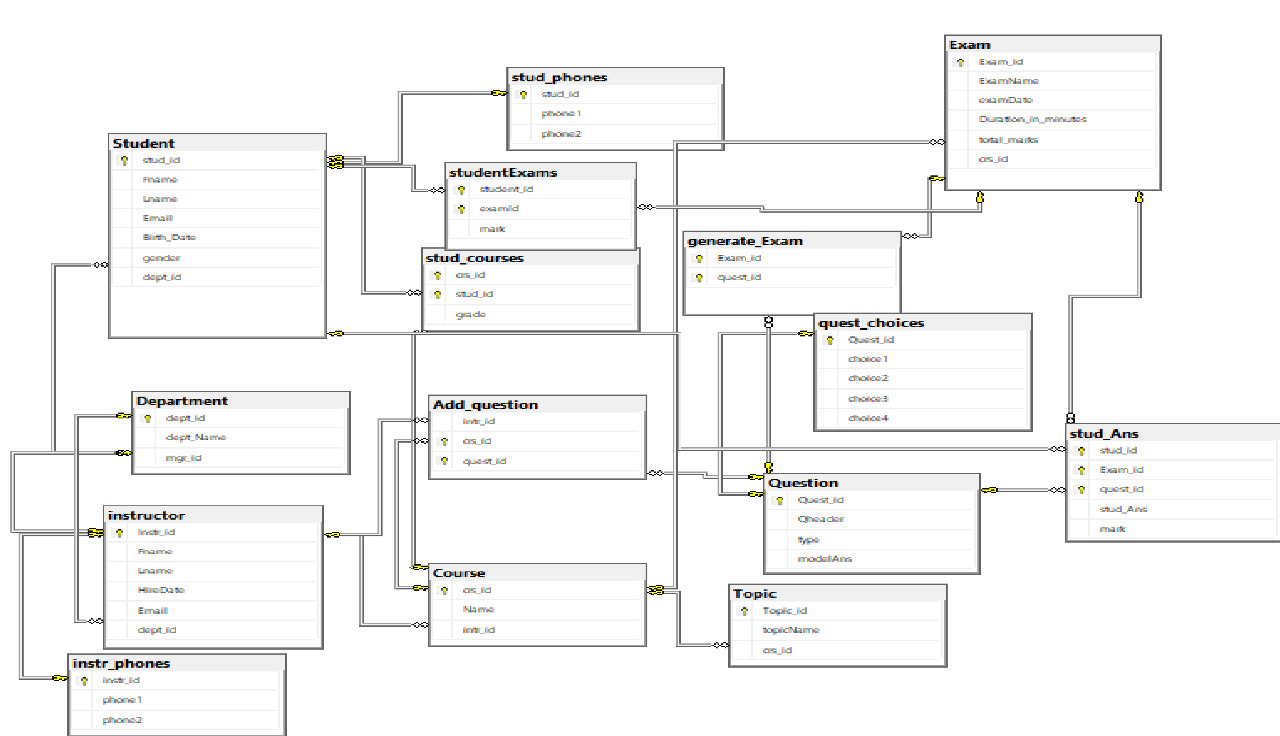 Exam
Exam_id
ExamName
examDate
Duration_in_minutes
total_marks
crs_id
stud_phones
stud_id
phone1
phone2
Student
stud_id
Fname
Lname
Email
Birth_Date
gender
dept_id
studentExams
student_id
examId
mark
stud_courses
crs_id
stud_id
grade
generate_Exam
Exam_id
quest_id
quest_choices
Quest_id
choice1
choice2
choice3
choice4
Department
dept_id
dept_Name
mgr_id
Add_question
intr_id
crs_id
quest_id
stud_Ans
stud_id
Exam_id
quest_id
stud_Ans
mark
Question
Quest_id
Qheader
type
modelAns
instructor
instr_id
Fname
Lname
HireDate
Email
dept_id
Course
crs_id
Name
intr_id
Topic
Topic_id
topicName
crs_id
instr_phones
instr_id
phone1
phone2